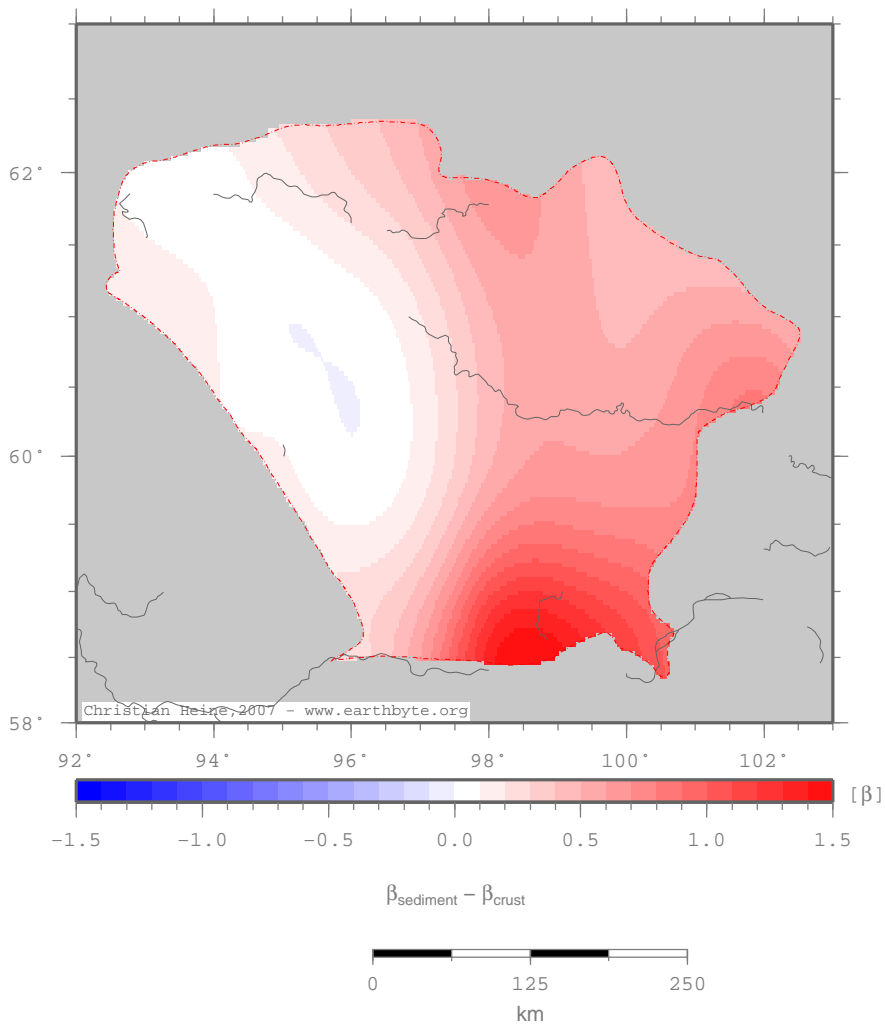 62°
60°
58°
Christian Heine,2007 – www.earthbyte.org
92° 94° 96° 98° 100° 102°
[β]
−1.5 −1.0 −0.5 0.0 0.5 1.0 1.5
βsediment − βcrust
0 125 250
km